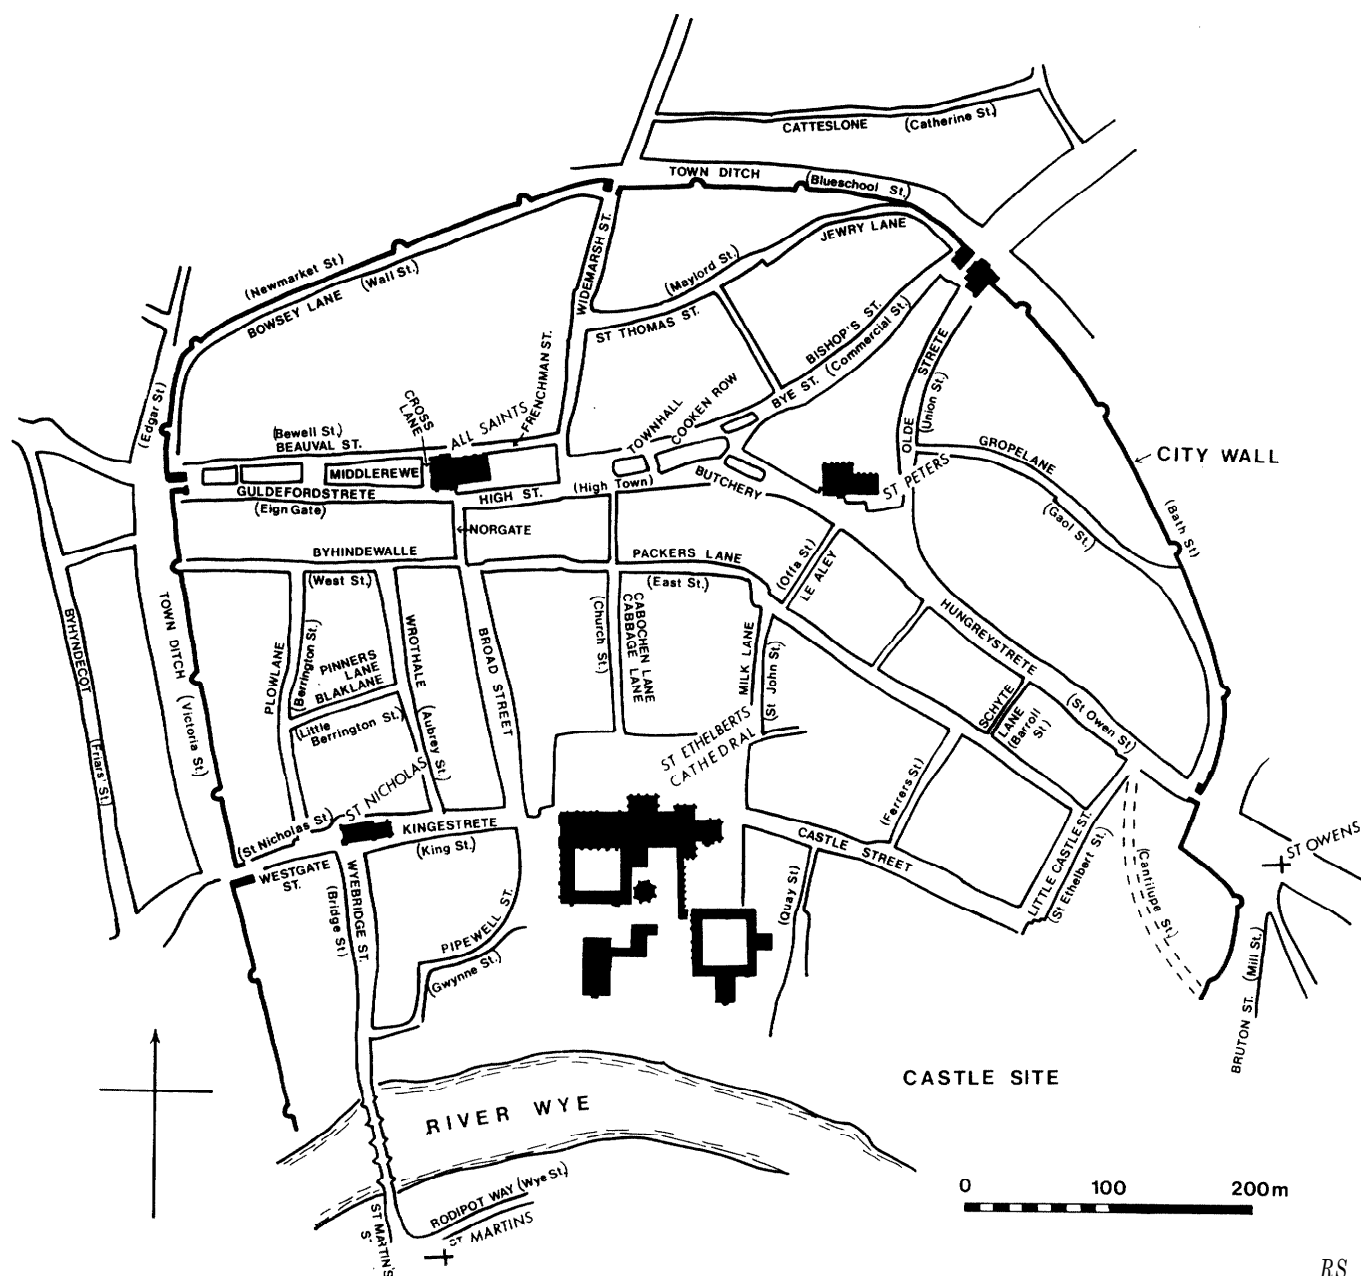 CATTESLONE (Catherine St.)
TOWN DITCH (Blueschool St.)
JEWRY LANE
(Maylord St.)
ST THOMAS ST.
WIDEMARSH ST.
(Newmarket St)
BOWSEY LANE (Wall St.)
BISHOP'S ST.
BYE ST. (Commercial St.)
OLDE STRETE
(Union St.)
(Edgar St)
CROSS
LANE
ALL SAINTS
FRENCHMAN ST.
TOWNHALL
COOKEN ROW
(Bewell St.)
BEAUVAL ST.
MIDDLEREWE
GULDEFORDSTRETE
(Eign Gate)
HIGH ST. (High Town)
BUTCHERY
ST PETERS
GROPELANE
(Gaol St.)
CITY WALL
(Bath St)
NORGATE
BYHINDEWALLE
(West St.)
PACKERS LANE
(East St.)
(Offa St)
LE ALEY
HUNGREYSTRETE
(St Owen St)
BYHYNDECOT
(Friars' St.)
TOWN DITCH (Victoria St.)
PLOWLANE
(Berrington St.)
PINNERS
LANE
BLAKLANE
(Little
Berrington St.)
WROTHALE
(Aubrey St.)
BROAD STREET
(Church St.)
CABOCHEN LANE
CABBAGE LANE
MILK LANE
(St John St.)
SCHYTE
LANE
(Barroll
St)
ST ETHELBERTS
CATHEDRAL
(Ferrers St)
ST NICHOLAS
(St Nicholas St)
KINGESTRETE
(King St.)
WESTGATE
ST.
WYEBRIDGE ST.
(Bridge St)
PIPEWELL ST.
(Gwynne St.)
CASTLE STREET
(Quay St)
LITTLE CASTLE ST.
(St Ethelbert St.)
(Cantilupe St)
ST OWENS
BRUTON ST. (Mill St.)
CASTLE SITE
RIVER WYE
RODIPOT WAY (Wye St.)
ST MARTINS
ST MARTIN'S
S
0 100 200m
RS